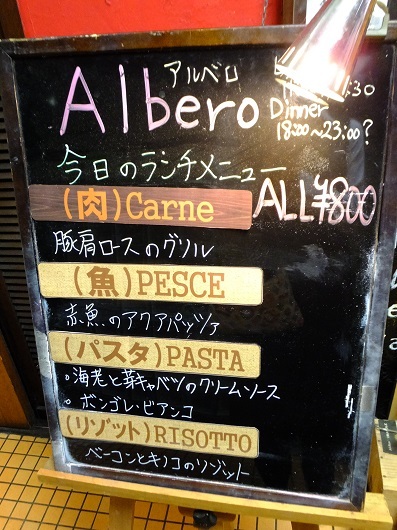 アルベロ
Albero
:30
Dinner
18:00~23:00?
今日のランチメニュー
ALL¥800
(肉)Carne
豚肩ロースのグリル
(魚)PESCE
赤魚のアクアパッツァ
(パスタ)PASTA
。海老と芽キャベツのクリームソース
。ボンゴレ・ビアンコ
(リゾット)RISOTTO
ベーコンとキノコのリゾット